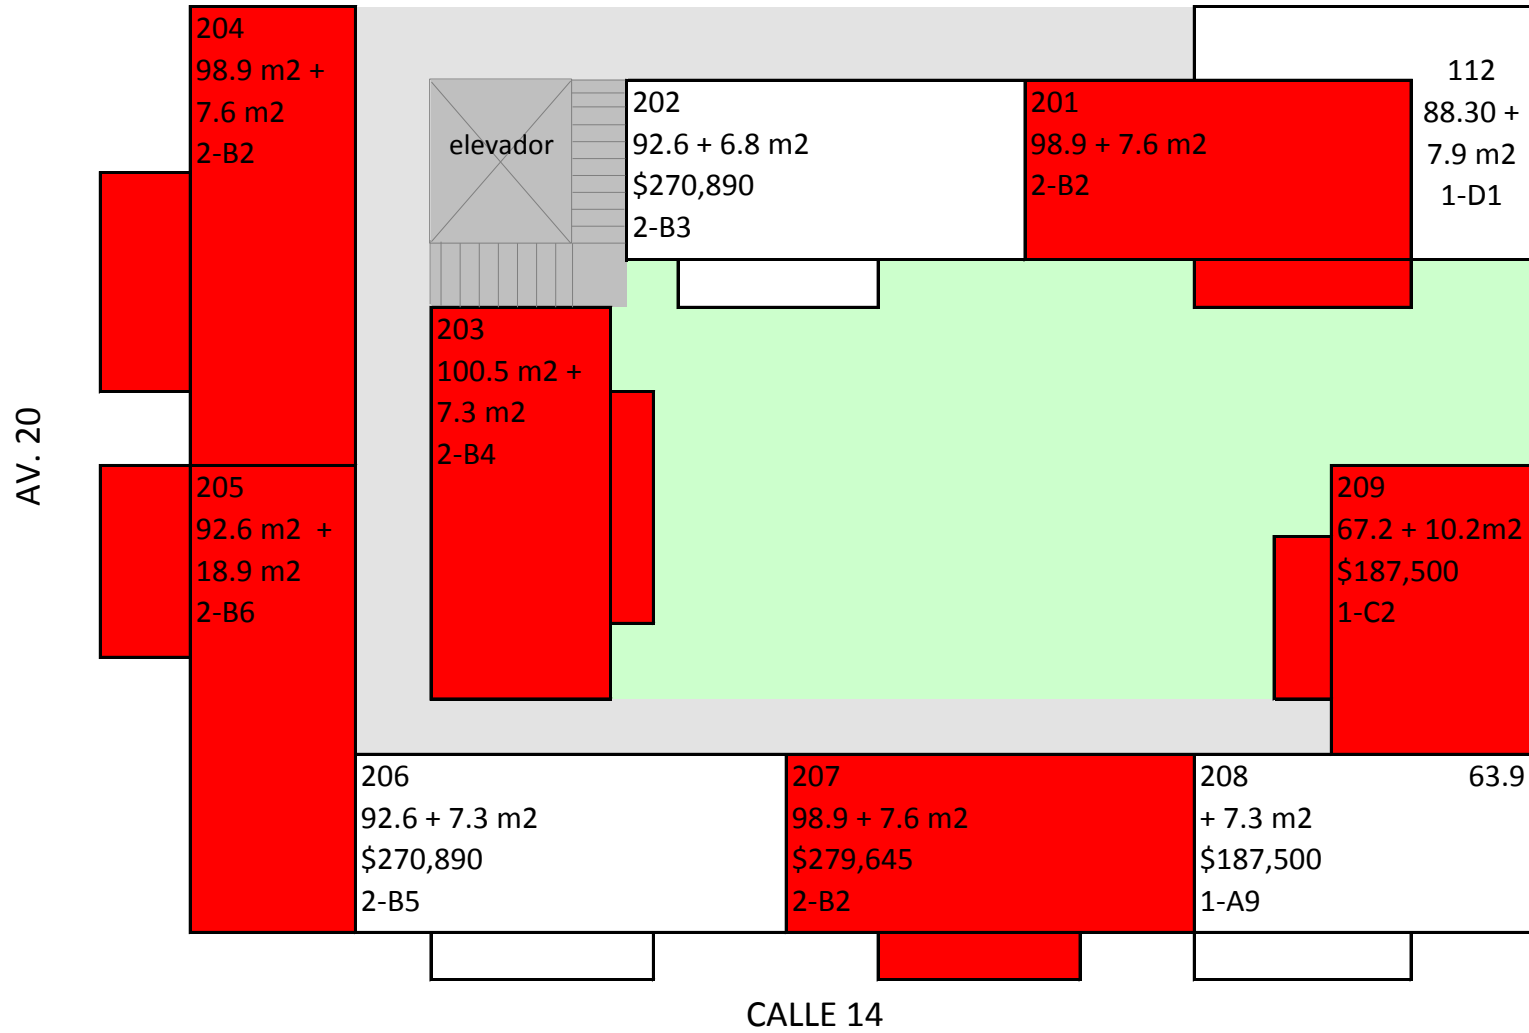 204
98.9 m2 +
7.6 m2
2-B2
elevador
202
92.6 + 6.8 m2
$270,890
2-B3
201
98.9 + 7.6 m2
2-B2
112
88.30 +
7.9 m2
1-D1
203
100.5 m2 +
7.3 m2
2-B4
AV. 20
205
92.6 m2  +
18.9 m2
2-B6
209
67.2 + 10.2m2
$187,500
1-C2
206
92.6 + 7.3 m2
$270,890
2-B5
207
98.9 + 7.6 m2
$279,645
2-B2
208 63.9
+ 7.3 m2
$187,500
1-A9
CALLE 14